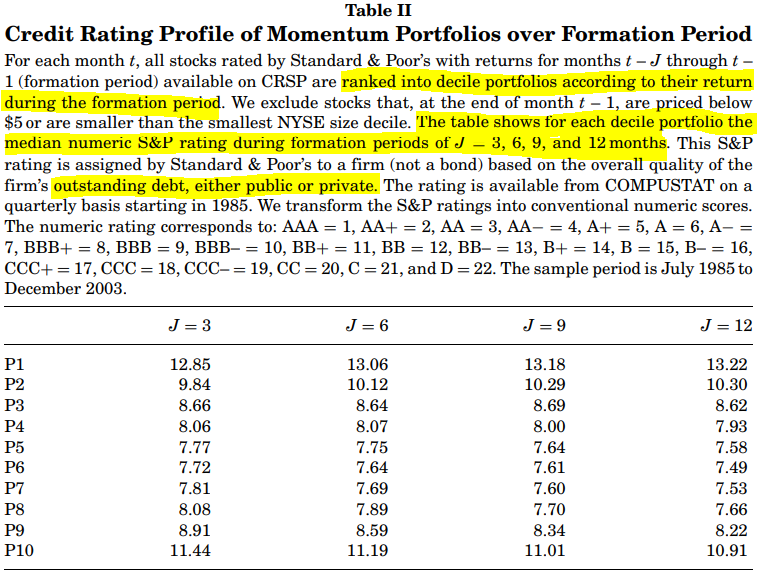 Table II
Credit Rating Profile of Momentum Portfolios over Formation Period
For each month t, all stocks rated by Standard & Poor's with returns for months t − J through t −
1 (formation period) available on CRSP are ranked into decile portfolios according to their return
during the formation period. We exclude stocks that, at the end of month t − 1, are priced below
$5 or are smaller than the smallest NYSE size decile. The table shows for each decile portfolio the
median numeric S&P rating during formation periods of J = 3, 6, 9, and 12 months. This S&P
rating is assigned by Standard & Poor's to a firm (not a bond) based on the overall quality of the
firm's outstanding debt, either public or private. The rating is available from COMPUSTAT on a
quarterly basis starting in 1985. We transform the S&P ratings into conventional numeric scores.
The numeric rating corresponds to: AAA = 1, AA+ = 2, AA = 3, AA− = 4, A+ = 5, A = 6, A− =
7, BBB+ = 8, BBB = 9, BBB− = 10, BB+ = 11, BB = 12, BB− = 13, B+ = 14, B = 15, B− = 16,
CCC+ = 17, CCC = 18, CCC− = 19, CC = 20, C = 21, and D = 22. The sample period is July 1985 to
December 2003.
J = 3 J = 6 J = 9 J = 12
P1 12.85 13.06 13.18 13.22
P2 9.84 10.12 10.29 10.30
P3 8.66 8.64 8.69 8.62
P4 8.06 8.07 8.00 7.93
P5 7.77 7.75 7.64 7.58
P6 7.72 7.64 7.61 7.49
P7 7.81 7.69 7.60 7.53
P8 8.08 7.89 7.70 7.66
P9 8.91 8.59 8.34 8.22
P10 11.44 11.19 11.01 10.91